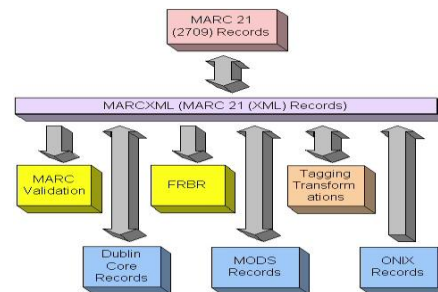 MARC 21
(2709) Records
MARCXML (MARC 21 (XML) Records)
MARC
Validation
FRBR
Tagging
Transform
ations
Dublin
Core
Records
MODS
Records
ONIX
Records